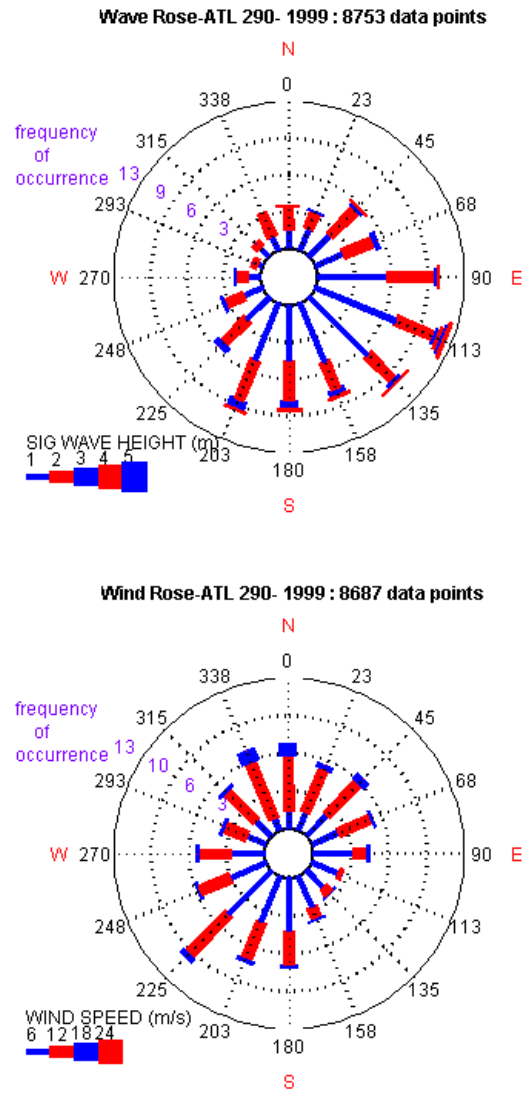 Wave Rose-ATL 290- 1999 : 8753 data points
N
0
338 23
frequency
of
occurrence
315 45
13
9
6
3
293 68
W 270 90 E
248 113
225 135
203 158
180
S
SIG WAVE HEIGHT (m)
1 2 3 4 5
Wind Rose-ATL 290- 1999 : 8687 data points
N
0
338 23
frequency
of
occurrence
315 45
13
10
6
3
293 68
W 270 90 E
248 113
225 135
203 158
180
S
WIND SPEED (m/s)
6 12 18 24